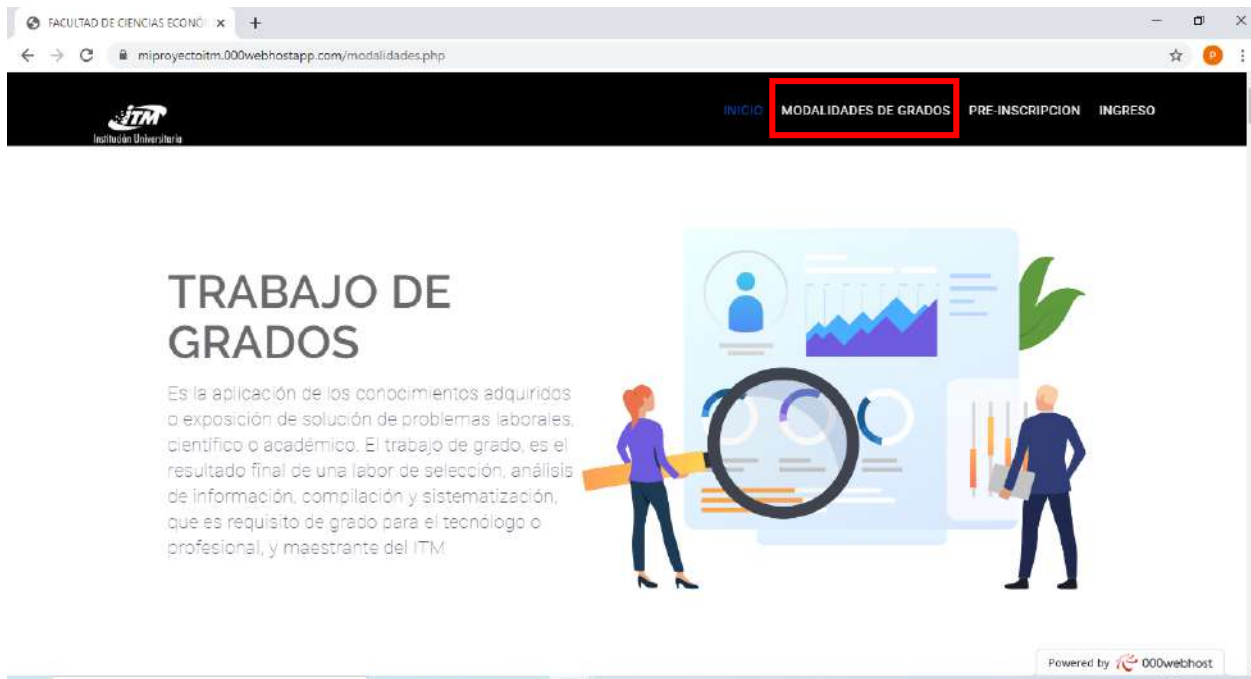 FACULTAD DE CIENCIAS ECONÓ
miproyectoitm.000webhostapp.com/modalidades.php
P
iTM
Institución Universitaria
INICIO MODALIDADES DE GRADOS PRE-INSCRIPCION INGRESO
TRABAJO DE
GRADOS
Es la aplicación de los conocimientos adquiridos
o exposición de solución de problemas laborales,
científico o académico. El trabajo de grado, es el
resultado final de una labor de selección, análisis
de información, compilación y sistematización,
que es requisito de grado para el tecnólogo o
profesional, y maestrante del ITM
Powered by 000webhost